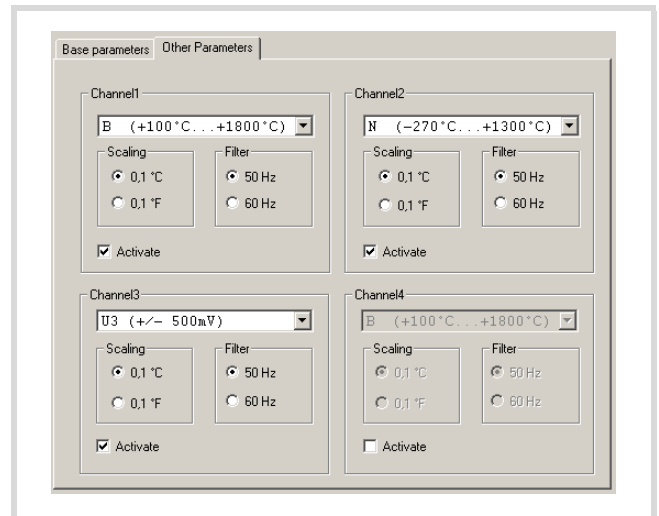 Base parameters Other Parameters
Channel1
B (+100°C...+1800°C)
Scaling Filter
0,1 °C 50 Hz
0,1 °F 60 Hz
Activate
Channel2
N (-270°C...+1300°C)
Scaling Filter
0,1 °C 50 Hz
0,1 °F 60 Hz
Activate
Channel3
U3 (+/- 500mV)
Scaling Filter
0,1 °C 50 Hz
0,1 °F 60 Hz
Activate
Channel4
B (+100°C...+1800°C)
Scaling Filter
0,1 °C 50 Hz
0,1 °F 60 Hz
Activate